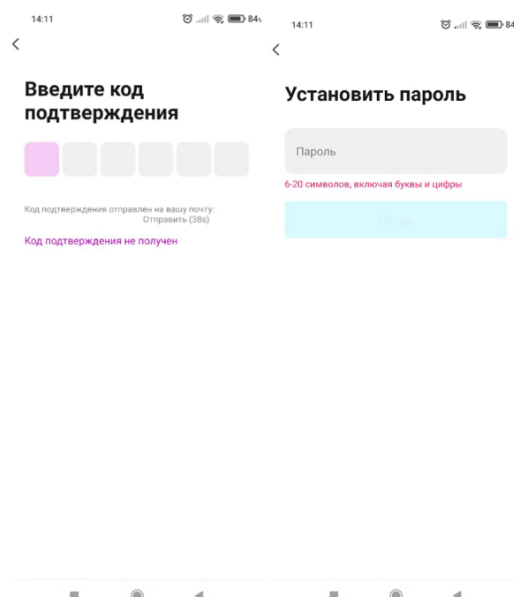 14:11
84%
Введите код
подтверждения
Код подтверждения отправлен на вашу почту:
Отправить (38s)
Код подтверждения не получен
14:11
84
Установить пароль
Пароль
6-20 символов, включая буквы и цифры